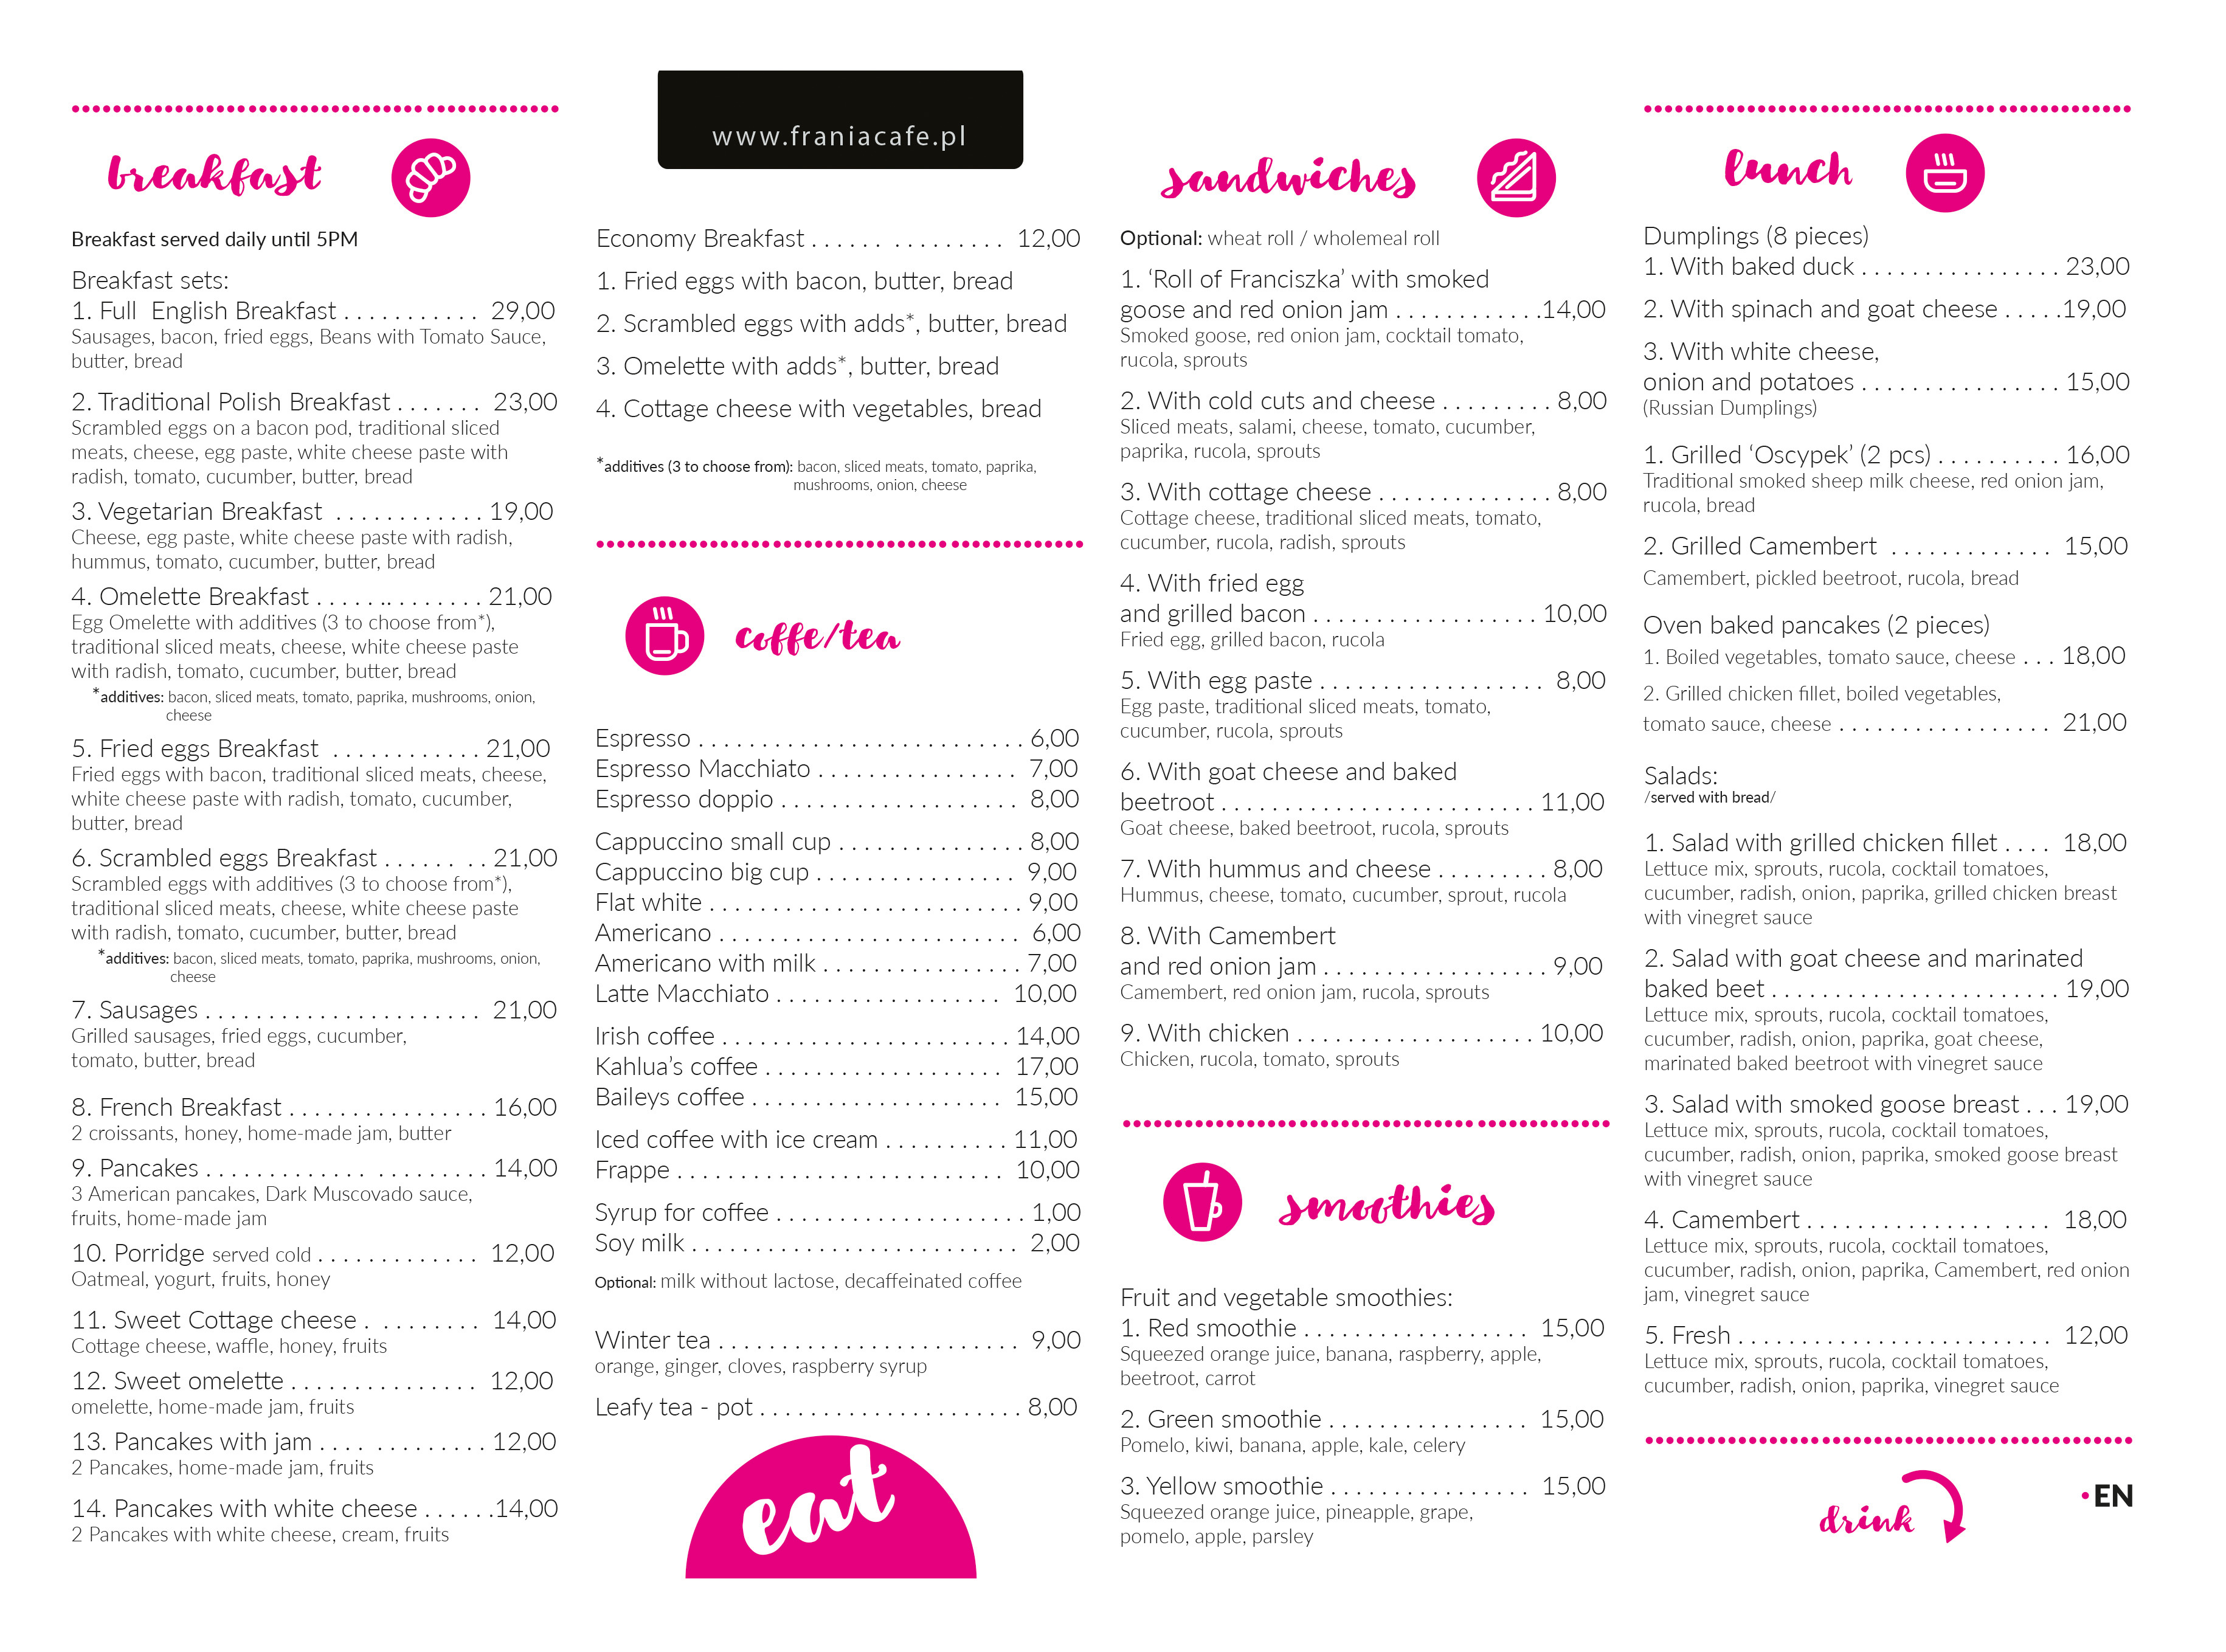 breakfast
Breakfast served daily until 5PM
Breakfast sets:
1. Full English Breakfast . . . . . . . . . . . 29,00
Sausages, bacon, fried eggs, Beans with Tomato Sauce,
butter, bread
2. Traditional Polish Breakfast . . . . . . . 23,00
Scrambled eggs on a bacon pod, traditional sliced
meats, cheese, egg paste, white cheese paste with
radish, tomato, cucumber, butter, bread
3. Vegetarian Breakfast . . . . . . . . . . . . 19,00
Cheese, egg paste, white cheese paste with radish,
hummus, tomato, cucumber, butter, bread
4. Omelette Breakfast . . . . . .. . . . . . . . 21,00
Egg Omelette with additives (3 to choose from*),
traditional sliced meats, cheese, white cheese paste
with radish, tomato, cucumber, butter, bread
*additives: bacon, sliced meats, tomato, paprika, mushrooms, onion,
cheese
5. Fried eggs Breakfast . . . . . . . . . . . . 21,00
Fried eggs with bacon, traditional sliced meats, cheese,
white cheese paste with radish, tomato, cucumber,
butter, bread
6. Scrambled eggs Breakfast . . . . . . . . 21,00
Scrambled eggs with additives (3 to choose from*),
traditional sliced meats, cheese, white cheese paste
with radish, tomato, cucumber, butter, bread
*additives: bacon, sliced meats, tomato, paprika, mushrooms, onion,
cheese
7. Sausages . . . . . . . . . . . . . . . . . . . . . . 21,00
Grilled sausages, fried eggs, cucumber,
tomato, butter, bread
8. French Breakfast . . . . . . . . . . . . . . . . 16,00
2 croissants, honey, home-made jam, butter
9. Pancakes . . . . . . . . . . . . . . . . . . . . . . 14,00
3 American pancakes, Dark Muscovado sauce,
fruits, home-made jam
10. Porridge served cold . . . . . . . . . . . . . 12,00
Oatmeal, yogurt, fruits, honey
11. Sweet Cottage cheese . . . . . . . . . 14,00
Cottage cheese, waffle, honey, fruits
12. Sweet omelette . . . . . . . . . . . . . . . 12,00
omelette, home-made jam, fruits
13. Pancakes with jam . . . . . . . . . . . . . 12,00
2 Pancakes, home-made jam, fruits
14. Pancakes with white cheese . . . . . .14,00
2 Pancakes with white cheese, cream, fruits
www.franiacafe.pl
Economy Breakfast . . . . . . . . . . . . . . . 12,00
1. Fried eggs with bacon, butter, bread
2. Scrambled eggs with adds*, butter, bread
3. Omelette with adds*, butter, bread
4. Cottage cheese with vegetables, bread
*additives (3 to choose from): bacon, sliced meats, tomato, paprika,
mushrooms, onion, cheese
coffe/tea
Espresso . . . . . . . . . . . . . . . . . . . . . . . . . . 6,00
Espresso Macchiato . . . . . . . . . . . . . . . . 7,00
Espresso doppio . . . . . . . . . . . . . . . . . . . 8,00
Cappuccino small cup . . . . . . . . . . . . . . . 8,00
Cappuccino big cup . . . . . . . . . . . . . . . . 9,00
Flat white . . . . . . . . . . . . . . . . . . . . . . . . . 9,00
Americano . . . . . . . . . . . . . . . . . . . . . . . . 6,00
Americano with milk . . . . . . . . . . . . . . . . 7,00
Latte Macchiato . . . . . . . . . . . . . . . . . . 10,00
Irish coffee . . . . . . . . . . . . . . . . . . . . . . . 14,00
Kahlua’s coffee . . . . . . . . . . . . . . . . . . . 17,00
Baileys coffee . . . . . . . . . . . . . . . . . . . . 15,00
Iced coffee with ice cream . . . . . . . . . . 11,00
Frappe . . . . . . . . . . . . . . . . . . . . . . . . . . 10,00
Syrup for coffee . . . . . . . . . . . . . . . . . . . . 1,00
Soy milk . . . . . . . . . . . . . . . . . . . . . . . . . . 2,00
Optional: milk without lactose, decaffeinated coffee
Winter tea . . . . . . . . . . . . . . . . . . . . . . . . 9,00
orange, ginger, cloves, raspberry syrup
Leafy tea - pot . . . . . . . . . . . . . . . . . . . . . 8,00
eat
sandwiches
Optional: wheat roll / wholemeal roll
1. ‘Roll of Franciszka’ with smoked
goose and red onion jam . . . . . . . . . . . .14,00
Smoked goose, red onion jam, cocktail tomato,
rucola, sprouts
2. With cold cuts and cheese . . . . . . . . . 8,00
Sliced meats, salami, cheese, tomato, cucumber,
paprika, rucola, sprouts
3. With cottage cheese . . . . . . . . . . . . . . 8,00
Cottage cheese, traditional sliced meats, tomato,
cucumber, rucola, radish, sprouts
4. With fried egg
and grilled bacon . . . . . . . . . . . . . . . . . . 10,00
Fried egg, grilled bacon, rucola
5. With egg paste . . . . . . . . . . . . . . . . . . 8,00
Egg paste, traditional sliced meats, tomato,
cucumber, rucola, sprouts
6. With goat cheese and baked
beetroot . . . . . . . . . . . . . . . . . . . . . . . . . 11,00
Goat cheese, baked beetroot, rucola, sprouts
7. With hummus and cheese . . . . . . . . . 8,00
Hummus, cheese, tomato, cucumber, sprout, rucola
8. With Camembert
and red onion jam . . . . . . . . . . . . . . . . . . 9,00
Camembert, red onion jam, rucola, sprouts
9. With chicken . . . . . . . . . . . . . . . . . . . 10,00
Chicken, rucola, tomato, sprouts
smoothies
Fruit and vegetable smoothies:
1. Red smoothie . . . . . . . . . . . . . . . . . . 15,00
Squeezed orange juice, banana, raspberry, apple,
beetroot, carrot
2. Green smoothie . . . . . . . . . . . . . . . . 15,00
Pomelo, kiwi, banana, apple, kale, celery
3. Yellow smoothie . . . . . . . . . . . . . . . . 15,00
Squeezed orange juice, pineapple, grape,
pomelo, apple, parsley
lunch
Dumplings (8 pieces)
1. With baked duck . . . . . . . . . . . . . . . . 23,00
2. With spinach and goat cheese . . . . .19,00
3. With white cheese,
onion and potatoes . . . . . . . . . . . . . . . . 15,00
(Russian Dumplings)
1. Grilled ‘Oscypek’ (2 pcs) . . . . . . . . . . 16,00
Traditional smoked sheep milk cheese, red onion jam,
rucola, bread
2. Grilled Camembert . . . . . . . . . . . . . 15,00
Camembert, pickled beetroot, rucola, bread
Oven baked pancakes (2 pieces)
1. Boiled vegetables, tomato sauce, cheese . . . 18,00
2. Grilled chicken fillet, boiled vegetables,
tomato sauce, cheese . . . . . . . . . . . . . . . . . 21,00
Salads:
/served with bread/
1. Salad with grilled chicken fillet . . . . 18,00
Lettuce mix, sprouts, rucola, cocktail tomatoes,
cucumber, radish, onion, paprika, grilled chicken breast
with vinegret sauce
2. Salad with goat cheese and marinated
baked beet . . . . . . . . . . . . . . . . . . . . . . . 19,00
Lettuce mix, sprouts, rucola, cocktail tomatoes,
cucumber, radish, onion, paprika, goat cheese,
marinated baked beetroot with vinegret sauce
3. Salad with smoked goose breast . . . 19,00
Lettuce mix, sprouts, rucola, cocktail tomatoes,
cucumber, radish, onion, paprika, smoked goose breast
with vinegret sauce
4. Camembert . . . . . . . . . . . . . . . . . . . 18,00
Lettuce mix, sprouts, rucola, cocktail tomatoes,
cucumber, radish, onion, paprika, Camembert, red onion
jam, vinegret sauce
5. Fresh . . . . . . . . . . . . . . . . . . . . . . . . . 12,00
Lettuce mix, sprouts, rucola, cocktail tomatoes,
cucumber, radish, onion, paprika, vinegret sauce
drink
•EN